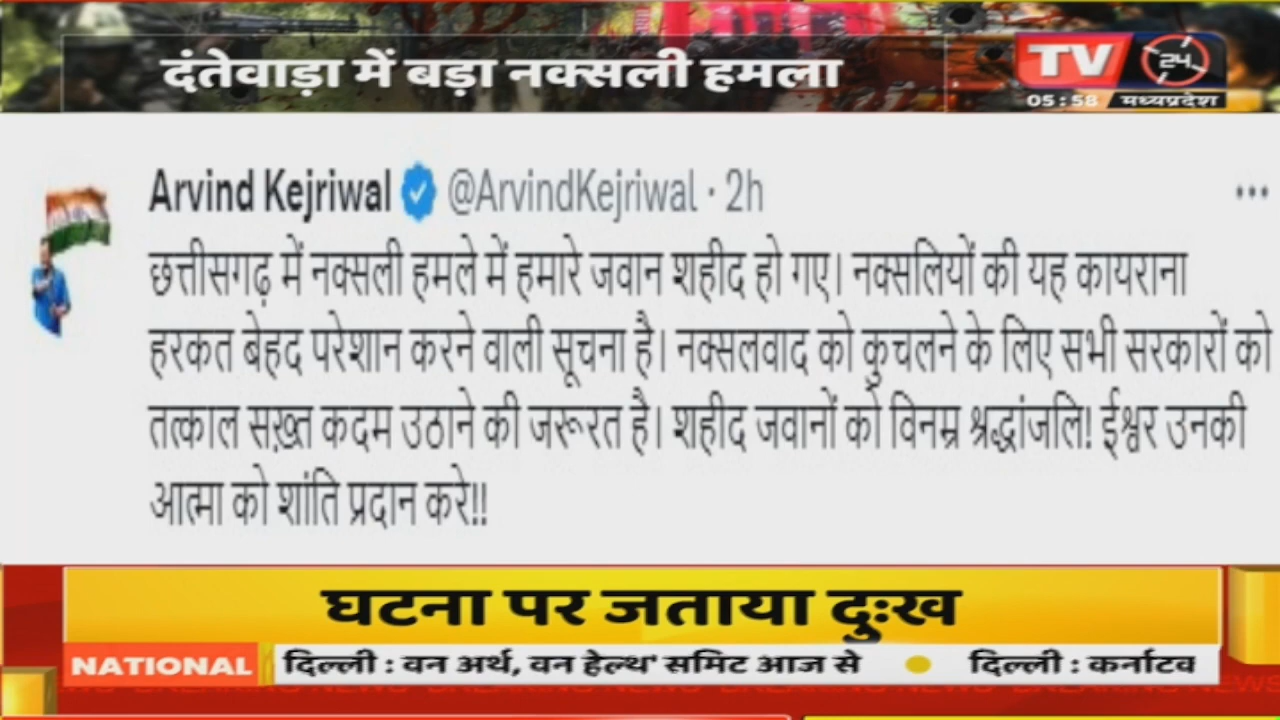 दंतेवाड़ा में बड़ा नक्सली हमला
TV 24
05:58 मध्यप्रदेश
Arvind Kejriwal @ArvindKejriwal · 2h
छत्तीसगढ़ में नक्सली हमले में हमारे जवान शहीद हो गए। नक्सलियों की यह कायराना
हरकत बेहद परेशान करने वाली सूचना है। नक्सलवाद को कुचलने के लिए सभी सरकारों को
तत्काल सख़्त कदम उठाने की जरूरत है। शहीद जवानों को विनम्र श्रद्धांजलि! ईश्वर उनकी
आत्मा को शांति प्रदान करे!!
घटना पर जताया दुःख
NATIONAL दिल्ली : वन अर्थ, वन हेल्थ' समिट आज से दिल्ली : कर्नाटव